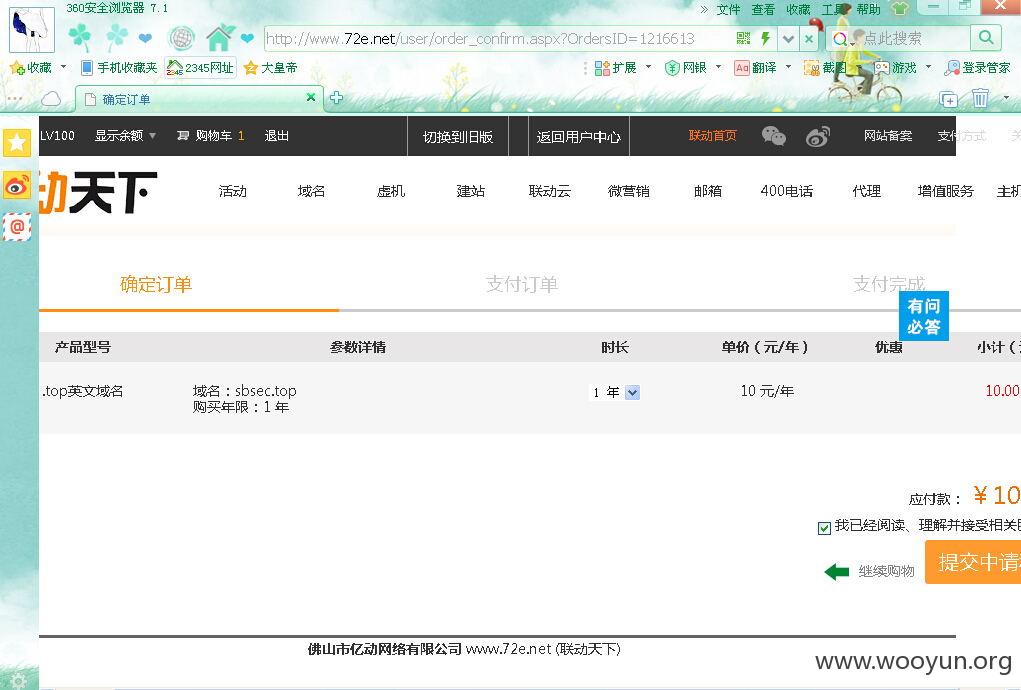 360安全浏览器 7.1
» 文件 查看 收藏 工具 帮助
http://www.72e.net/user/order_confirm.aspx?OrdersID=1216613
点此搜索
收藏 手机收藏夹 2345网址 大皇帝
扩展 网银 翻译 截图 游戏 登录管家
确定订单
LV100 显示余额 购物车 1 退出 切换到旧版 返回用户中心 联动首页 网站备案 支付方式
动天下
活动 域名 虚机 建站 联动云 微营销 邮箱 400电话 代理 增值服务 主机
确定订单 支付订单 支付完成
有问
必答
产品型号 参数详情 时长 单价（元/年） 优惠 小计（
.top英文域名 域名：sbsec.top 1 年 10 元/年 10.00
购买年限：1 年
应付款： ￥10
我已经阅读、理解并接受相关
继续购物 提交中请
佛山市亿动网络有限公司 www.72e.net (联动天下)
www.wooyun.org